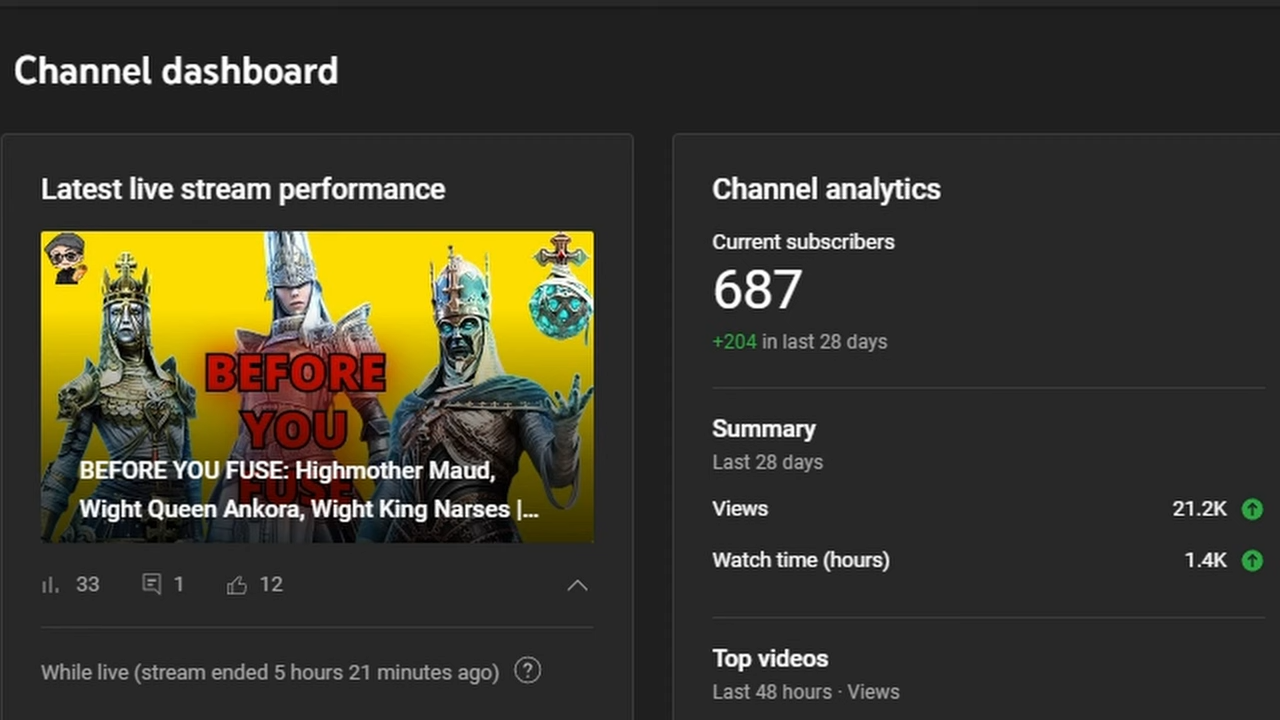 Channel dashboard
Latest live stream performance
BEFORE
YOU
FUSE
BEFORE YOU FUSE: Highmother Maud,
Wight Queen Ankora, Wight King Narses |...
33 1 12
While live (stream ended 5 hours 21 minutes ago) ?
Channel analytics
Current subscribers
687
+204 in last 28 days
Summary
Last 28 days
Views 21.2K
Watch time (hours) 1.4K
Top videos
Last 48 hours · Views